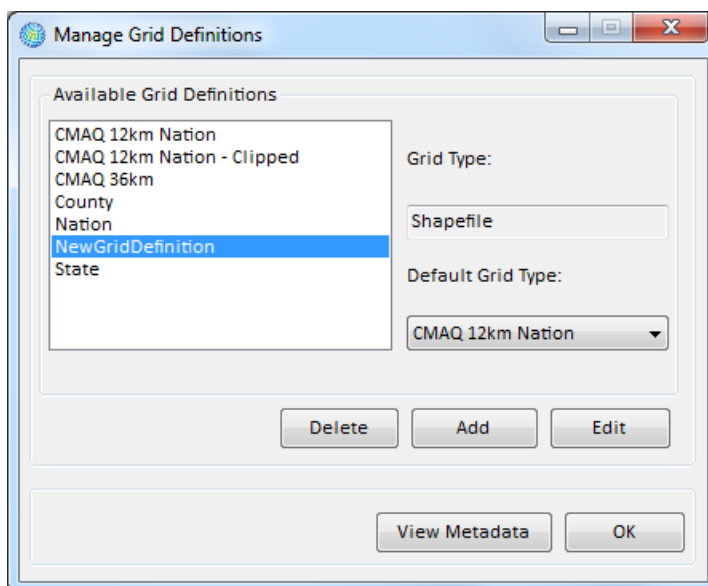 Manage Grid Definitions
Available Grid Definitions
CMAQ 12km Nation
CMAQ 12km Nation - Clipped
CMAQ 36km
County
Nation
NewGridDefinition
State
Grid Type:
Shapefile
Default Grid Type:
CMAQ 12km Nation
Delete Add Edit
View Metadata OK